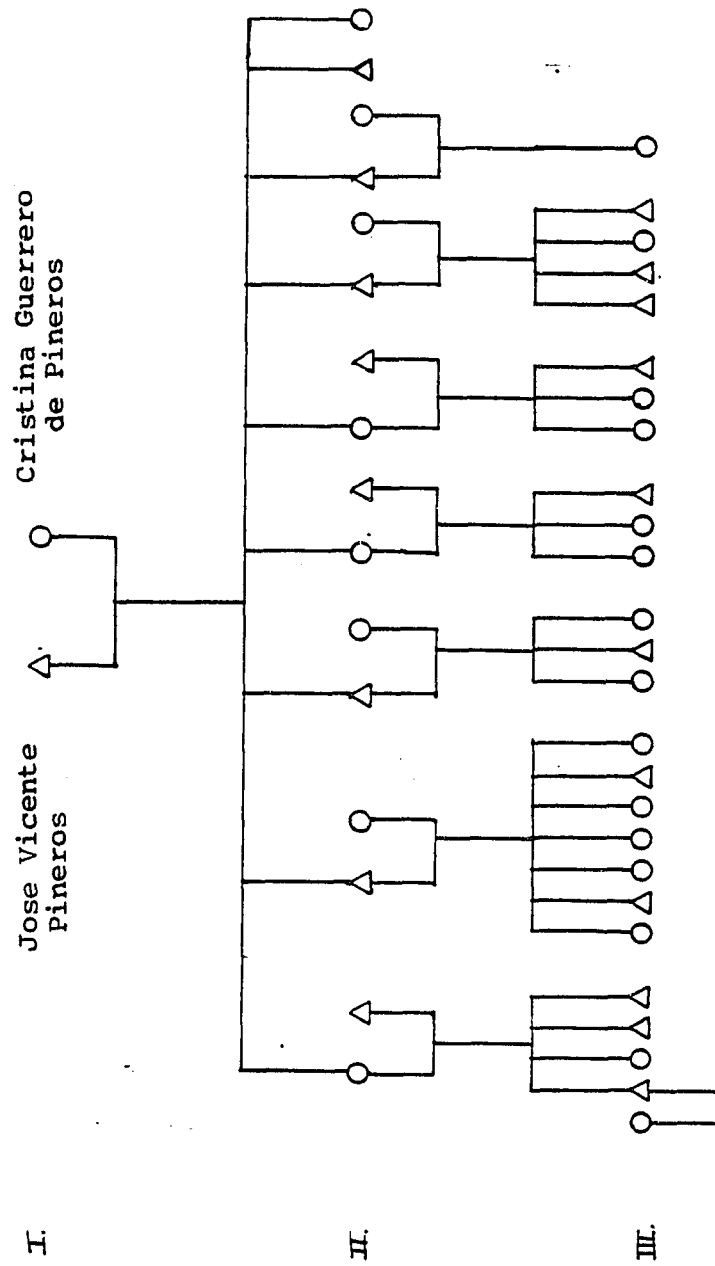 I.
Jose Vicente
Pineros
Cristina Guerrero
de Pineros
II.
III.